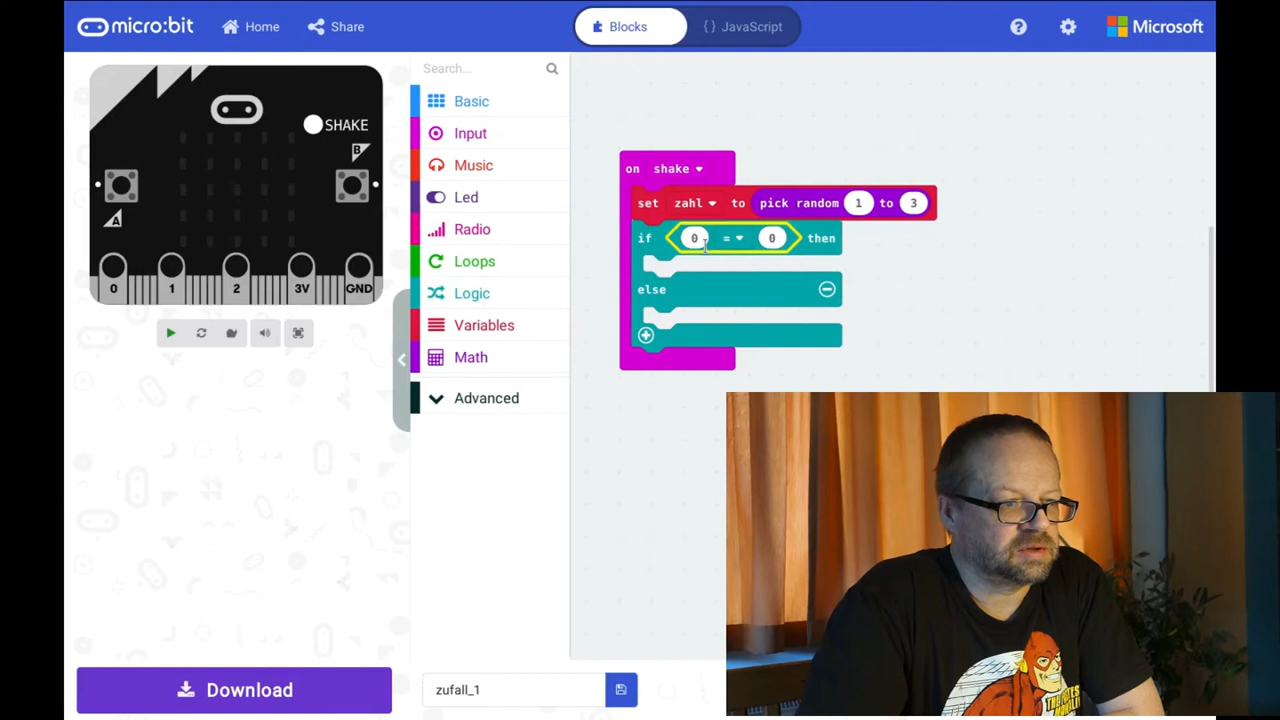 micro:bit
Home
Share
Blocks
{ } JavaScript
?
Microsoft
SHAKE
B
A
0 1 2 3V GND
Download
Search...
Basic
Input
Music
Led
Radio
Loops
Logic
Variables
Math
Advanced
zufall_1
on shake
set zahl to pick random 1 to 3
if 0 = 0 then
else